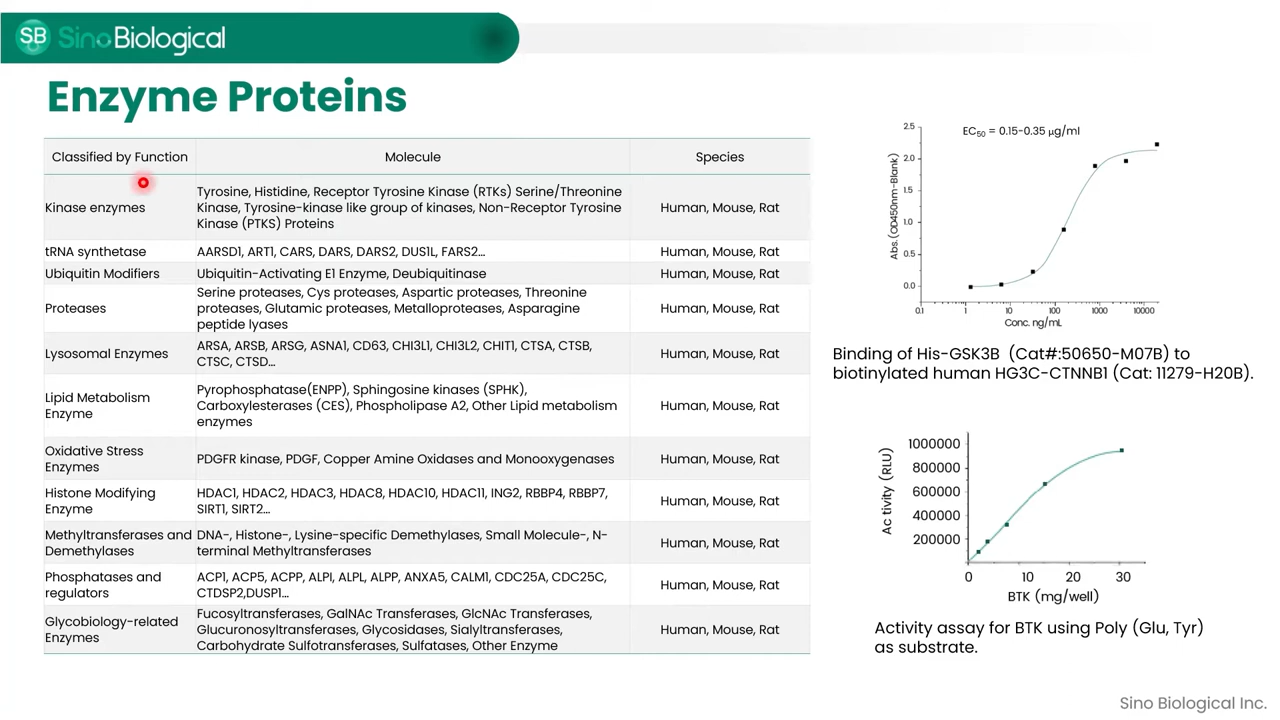 SB SinoBiological
Enzyme Proteins
Classified by Function Molecule Species
Kinase enzymes
Tyrosine, Histidine, Receptor Tyrosine Kinase (RTKs) Serine/Threonine
Kinase, Tyrosine-kinase like group of kinases, Non-Receptor Tyrosine
Kinase (PTKS) Proteins
Human, Mouse, Rat
tRNA synthetase
AARSD1, ART1, CARS, DARS, DARS2, DUS1L, FARS2...
Human, Mouse, Rat
Ubiquitin Modifiers
Ubiquitin-Activating E1 Enzyme, Deubiquitinase
Human, Mouse, Rat
Proteases
Serine proteases, Cys proteases, Aspartic proteases, Threonine
proteases, Glutamic proteases, Metalloproteases, Asparagine
peptide lyases
Human, Mouse, Rat
Lysosomal Enzymes
ARSA, ARSB, ARSG, ASNA1, CD63, CHI3L1, CHI3L2, CHIT1, CTSA, CTSB,
CTSC, CTSD...
Human, Mouse, Rat
Lipid Metabolism
Enzyme
Pyrophosphatase(ENPP), Sphingosine kinases (SPHK),
Carboxylesterases (CES), Phospholipase A2, Other Lipid metabolism
enzymes
Human, Mouse, Rat
Oxidative Stress
Enzymes
PDGFR kinase, PDGF, Copper Amine Oxidases and Monooxygenases
Human, Mouse, Rat
Histone Modifying
Enzyme
HDAC1, HDAC2, HDAC3, HDAC8, HDAC10, HDAC11, ING2, RBBP4, RBBP7,
SIRT1, SIRT2...
Human, Mouse, Rat
Methyltransferases and
Demethylases
DNA-, Histone-, Lysine-specific Demethylases, Small Molecule-, N-
terminal Methyltransferases
Human, Mouse, Rat
Phosphatases and
regulators
ACP1, ACP5, ACPP, ALPI, ALPL, ALPP, ANXA5, CALM1, CDC25A, CDC25C,
CTDSP2,DUSP1...
Human, Mouse, Rat
Glycobiology-related
Enzymes
Fucosyltransferases, GalNAc Transferases, GlcNAc Transferases,
Glucuronosyltransferases, Glycosidases, Sialyltransferases,
Carbohydrate Sulfotransferases, Sulfatases, Other Enzyme
Human, Mouse, Rat
EC50 = 0.15-0.35 µg/ml
Abs.(OD450nm-Blank)
2.5
2.0
1.5
1.0
0.5
0.0
0.1 1 10 100 1000 10000
Conc. ng/mL
Binding of His-GSK3B (Cat#:50650-M07B) to
biotinylated human HG3C-CTNNB1 (Cat: 11279-H20B).
Ac tivity (RLU)
1000000
800000
600000
400000
200000
0 10 20 30
BTK (mg/well)
Activity assay for BTK using Poly (Glu, Tyr)
as substrate.
Sino Biological Inc.